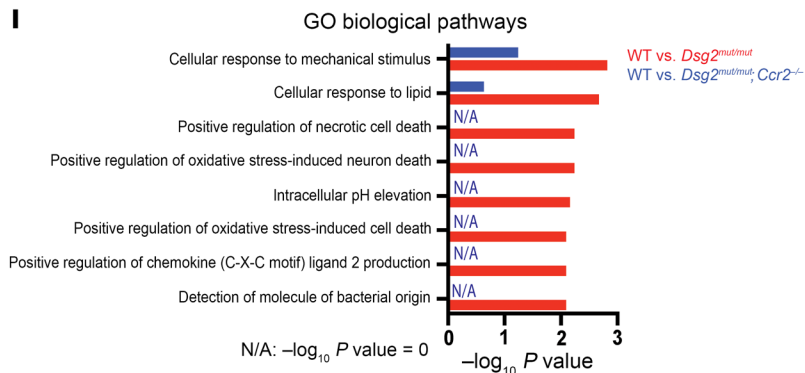 I
GO biological pathways
Cellular response to mechanical stimulus
WT vs. Dsg2mut/mut
WT vs. Dsg2mut/mut; Ccr2–/–
Cellular response to lipid
Positive regulation of necrotic cell death
N/A
Positive regulation of oxidative stress-induced neuron death
N/A
Intracellular pH elevation
N/A
Positive regulation of oxidative stress-induced cell death
N/A
Positive regulation of chemokine (C-X-C motif) ligand 2 production
N/A
Detection of molecule of bacterial origin
N/A
0 1 2 3
N/A: –log10 P value = 0
–log10 P value